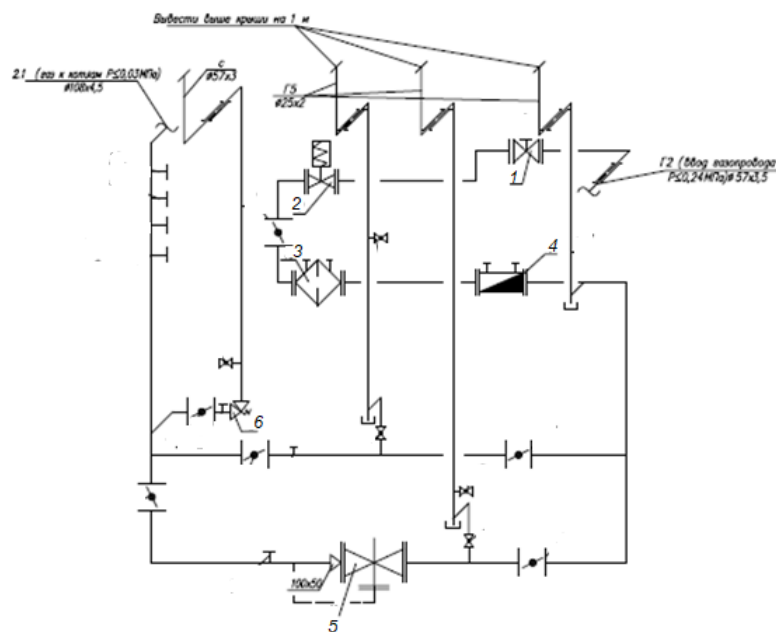 Вывести выше крыши на 1 м
с
ø57х3
2.1 (газ к котлам Р≤0,03МПа)
ø108х4,5
Г5
ø25х2
1
Г2 (ввод газопровода
Р≤0,24МПа)ø 57х3,5
2
3
4
6
100х50
5